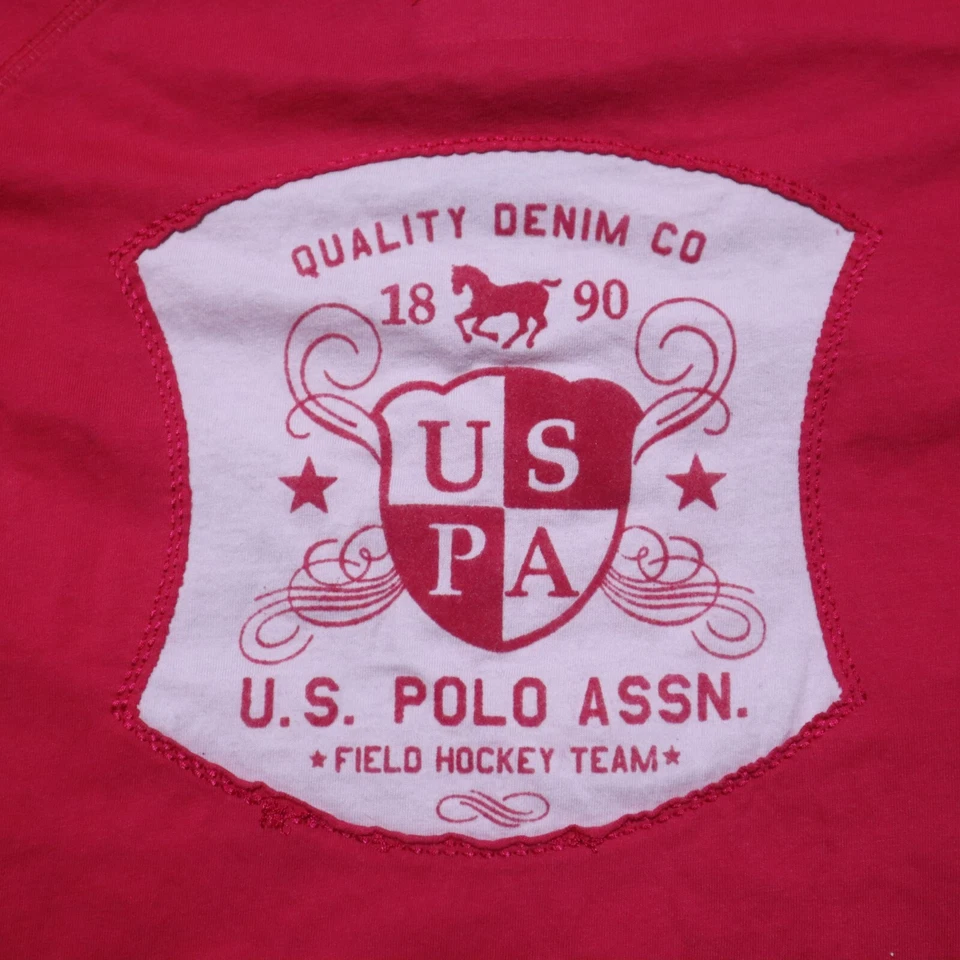 QUALITY DENIM CO
18 90
US
PA
U.S. POLO ASSN.
★FIELD HOCKEY TEAM★